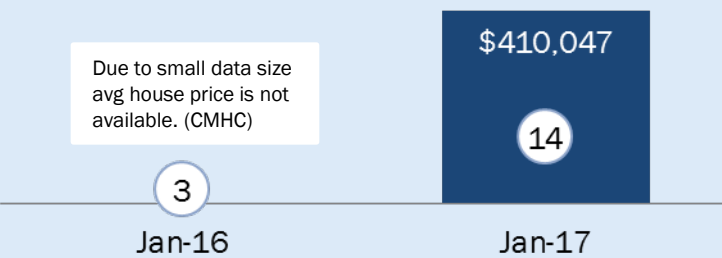 $410,047
Due to small data size
avg house price is not
available. (CMHC)
14
3
Jan-16
Jan-17